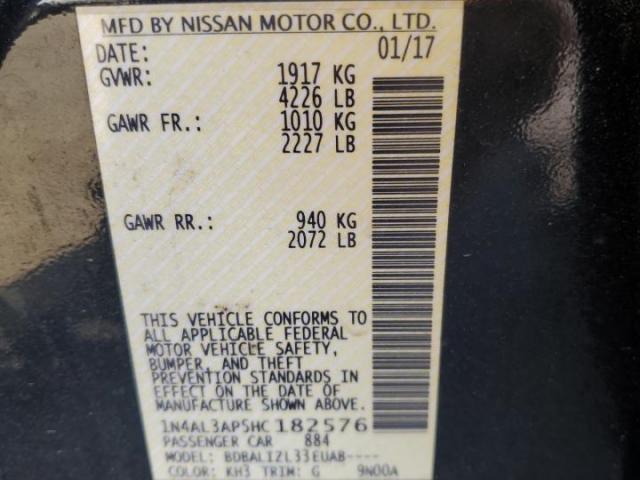 MFD BY NISSAN MOTOR CO., LTD.
DATE: 01/17
GVWR: 1917 KG
4226 LB
GAWR FR.: 1010 KG
2227 LB
GAWR RR.: 940 KG
2072 LB
THIS VEHICLE CONFORMS TO
ALL APPLICABLE FEDERAL
MOTOR VEHICLE SAFETY,
BUMPER, AND THEFT
PREVENTION STANDARDS IN
EFFECT ON THE DATE OF
MANUFACTURE SHOWN ABOVE.
1N4AL3AP5HC182576
PASSENGER CAR 884
MODEL: BDBALIZL33EUAB----
COLOR: KH3 TRIM: G 9N00A